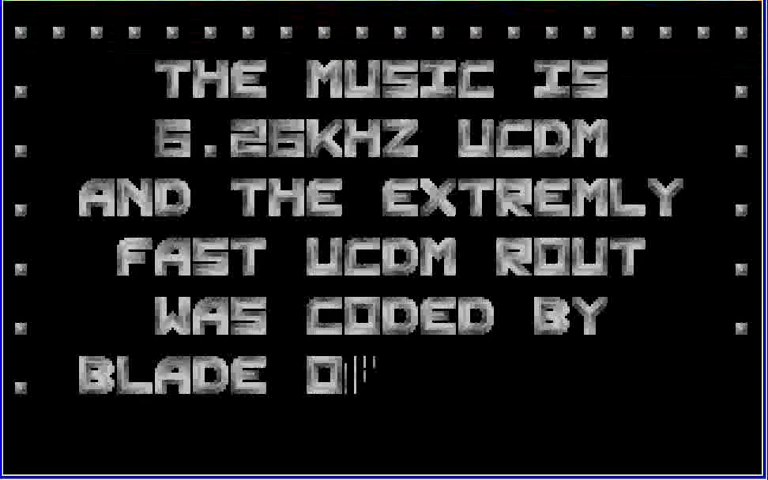 THE MUSIC IS
6.26KHZ UCDM
AND THE EXTREMLY
FAST UCDM ROUT
WAS CODED BY
BLADE O